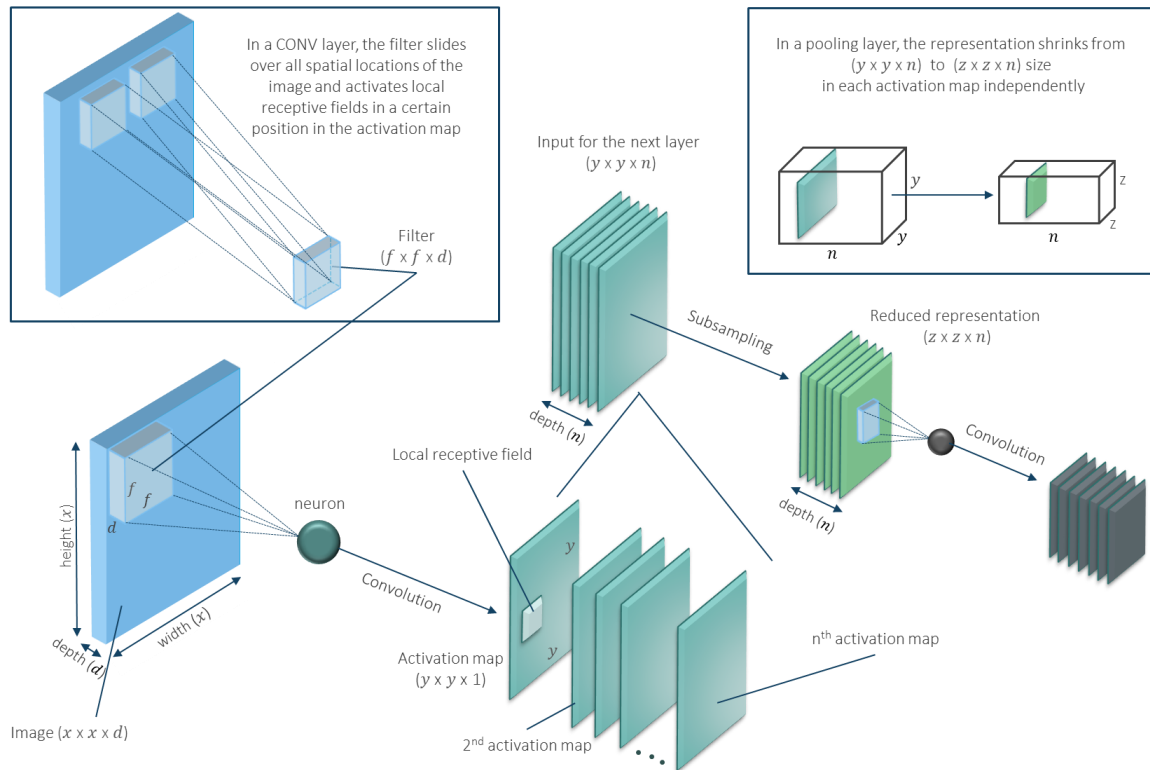 In a CONV layer, the filter slides
over all spatial locations of the
image and activates local
receptive fields in a certain
position in the activation map
In a pooling layer, the representation shrinks from
(y x y x n) to (z x z x n) size
in each activation map independently
y
y
n
z
z
n
Input for the next layer
(y x y x n)
Filter
(f x f x d)
Subsampling
Reduced representation
(z x z x n)
depth (n)
Convolution
depth (n)
Local receptive field
f
f
d
height (x)
width (x)
depth (d)
neuron
Convolution
y
y
Activation map
(y x y x 1)
nth activation map
2nd activation map
Image (x x x x d)